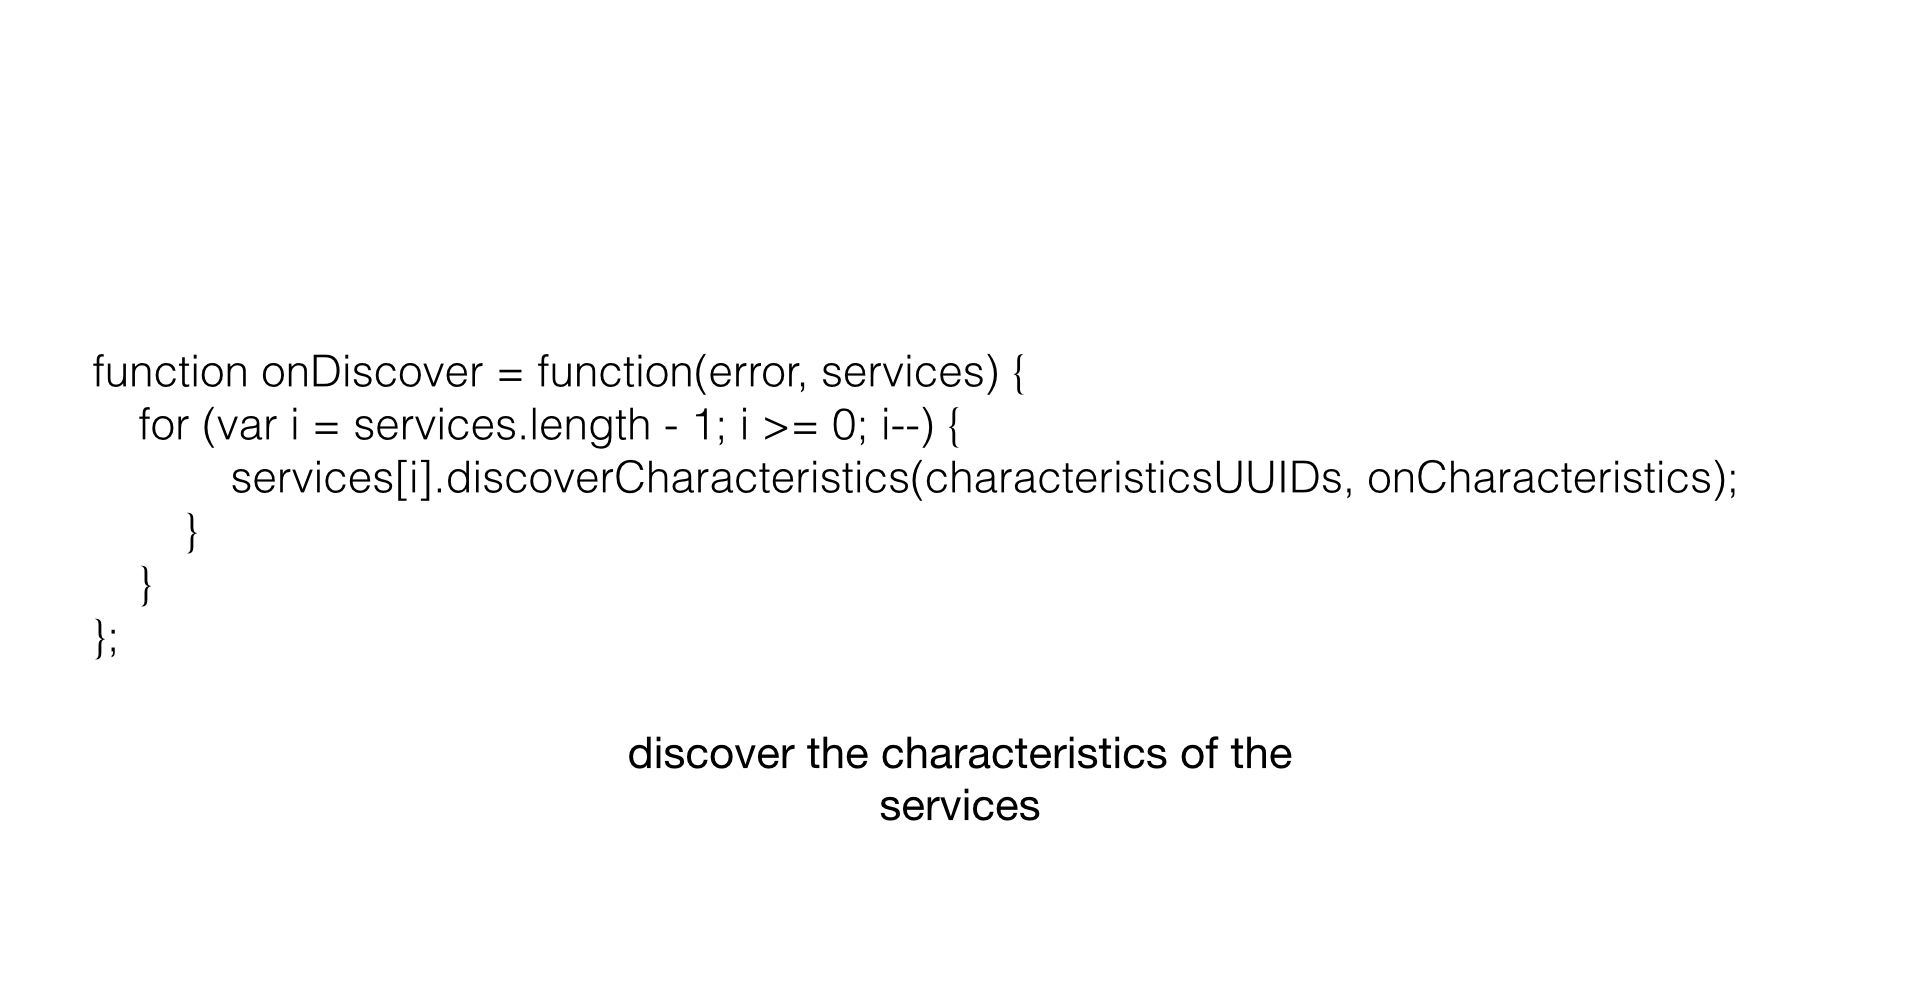 function onDiscover = function(error, services) {
for (var i = services.length - 1; i >= 0; i--) {
services[i].discoverCharacteristics(characteristicsUUIDs, onCharacteristics);
}
}
};
discover the characteristics of the
services